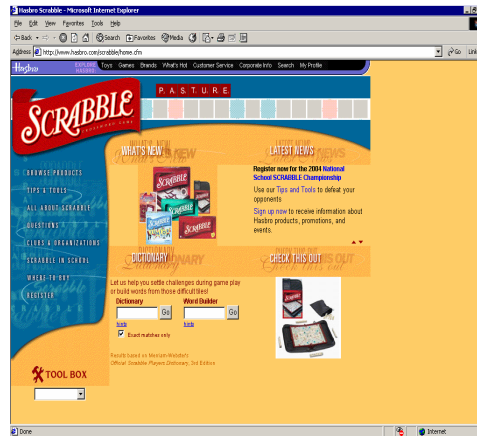 Hasbro Scrabble - Microsoft Internet Explorer
File Edit View Favorites Tools Help
Back Search Favorites Media
Address http://www.hasbro.com/scrabble/home.cfm Go Link
Hasbro EXPLORE HASBRO: Toys Games Brands What's Hot Customer Service Corporate Info Search My Profile
P. A. S. T. U. R. E.
SCRABBLE
WHAT'S NEW
LATEST NEWS
BROWSE PRODUCTS
TIPS & TOOLS
ALL ABOUT SCRABBLE
QUESTIONS
CLUBS & ORGANIZATIONS
SCRABBLE IN SCHOOL
WHERE TO BUY
REGISTER
Register now for the 2004 National
School SCRABBLE Championship
Use our Tips and Tools to defeat your
opponents
Sign up now to receive information about
Hasbro products, promotions, and
events.
DICTIONARY
CHECK THIS OUT
Let us help you settle challenges during game play
or build words from those difficult tiles!
Dictionary Word Builder
Go Go
hints hints
Exact matches only
Results based on Merriam-Webster's
Official Scrabble Players Dictionary, 3rd Edition
TOOL BOX
Done Internet